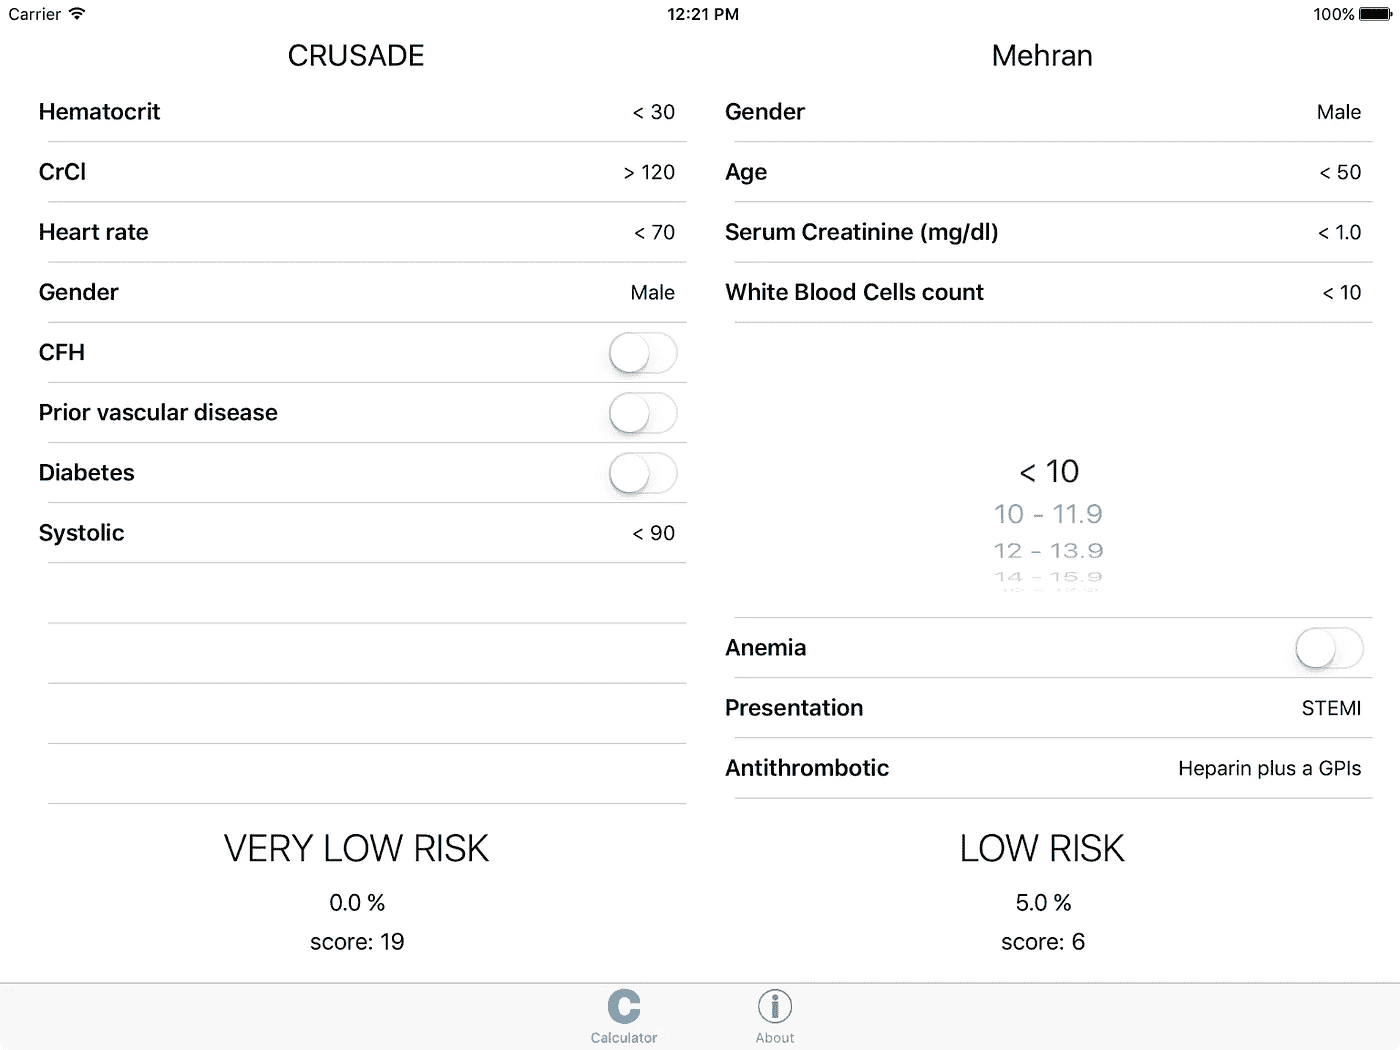 Carrier 12:21 PM 100%
CRUSADE
Hematocrit < 30
CrCl > 120
Heart rate < 70
Gender Male
CFH
Prior vascular disease
Diabetes
Systolic < 90
VERY LOW RISK
0.0 %
score: 19
Mehran
Gender Male
Age < 50
Serum Creatinine (mg/dl) < 1.0
White Blood Cells count < 10
< 10
10 - 11.9
12 - 13.9
14 - 15.9
Anemia
Presentation STEMI
Antithrombotic Heparin plus a GPIs
LOW RISK
5.0 %
score: 6
C
Calculator
i
About